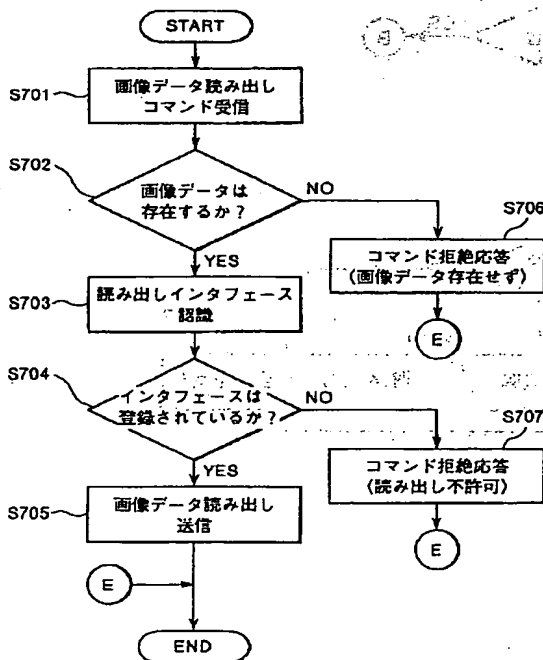 START
S701
画像データ読み出し
コマンド受信
S702
画像データは
存在するか？
NO
YES
S706
コマンド拒絶応答
(画像データ存在せず)
E
S703
読み出しインタフェース
認識
S704
インタフェースは
登録されているか？
NO
YES
S707
コマンド拒絶応答
(読み出し不許可)
E
S705
画像データ読み出し
送信
E
END